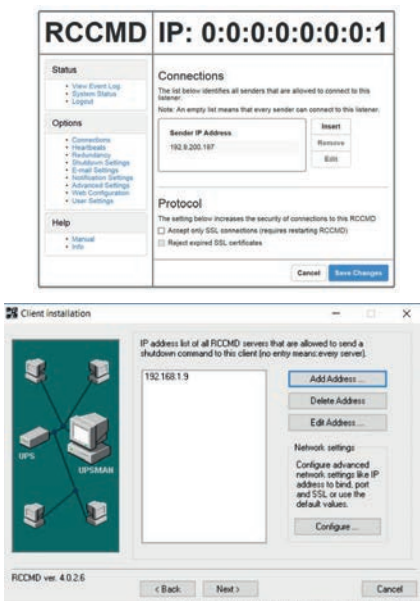 RCCMD IP: 0:0:0:0:0:0:0:1
Status
View Event Log
System Status
Logout
Options
Connections
Heartbeats
Redundancy
Shutdown Settings
E-mail Settings
Notification Settings
Advanced Settings
Web Configuration
User Settings
Help
Manual
Info
Connections
The list below identifies all senders that are allowed to connect to this
listener.
Note: An empty list means that every sender can connect to this listener.
Sender IP Address
192.8.200.187
Insert
Remove
Edit
Protocol
The setting below increases the security of connections to this RCCMD
Accept only SSL connections (requires restarting RCCMD)
Reject expired SSL certificates
Cancel
Save Changes
Client installation
UPS
UPSMAN
IP address list of all RCCMD servers that are allowed to send a
shutdown command to this client (no entry means:every server).
192.168.1.9
Add Address ...
Delete Address
Edit Address ...
Network settings
Configure advanced
network settings like IP
address to bind, port
and SSL or use the
default values.
Configure ...
RCCMD ver. 4.0.2.6
< Back
Next >
Cancel